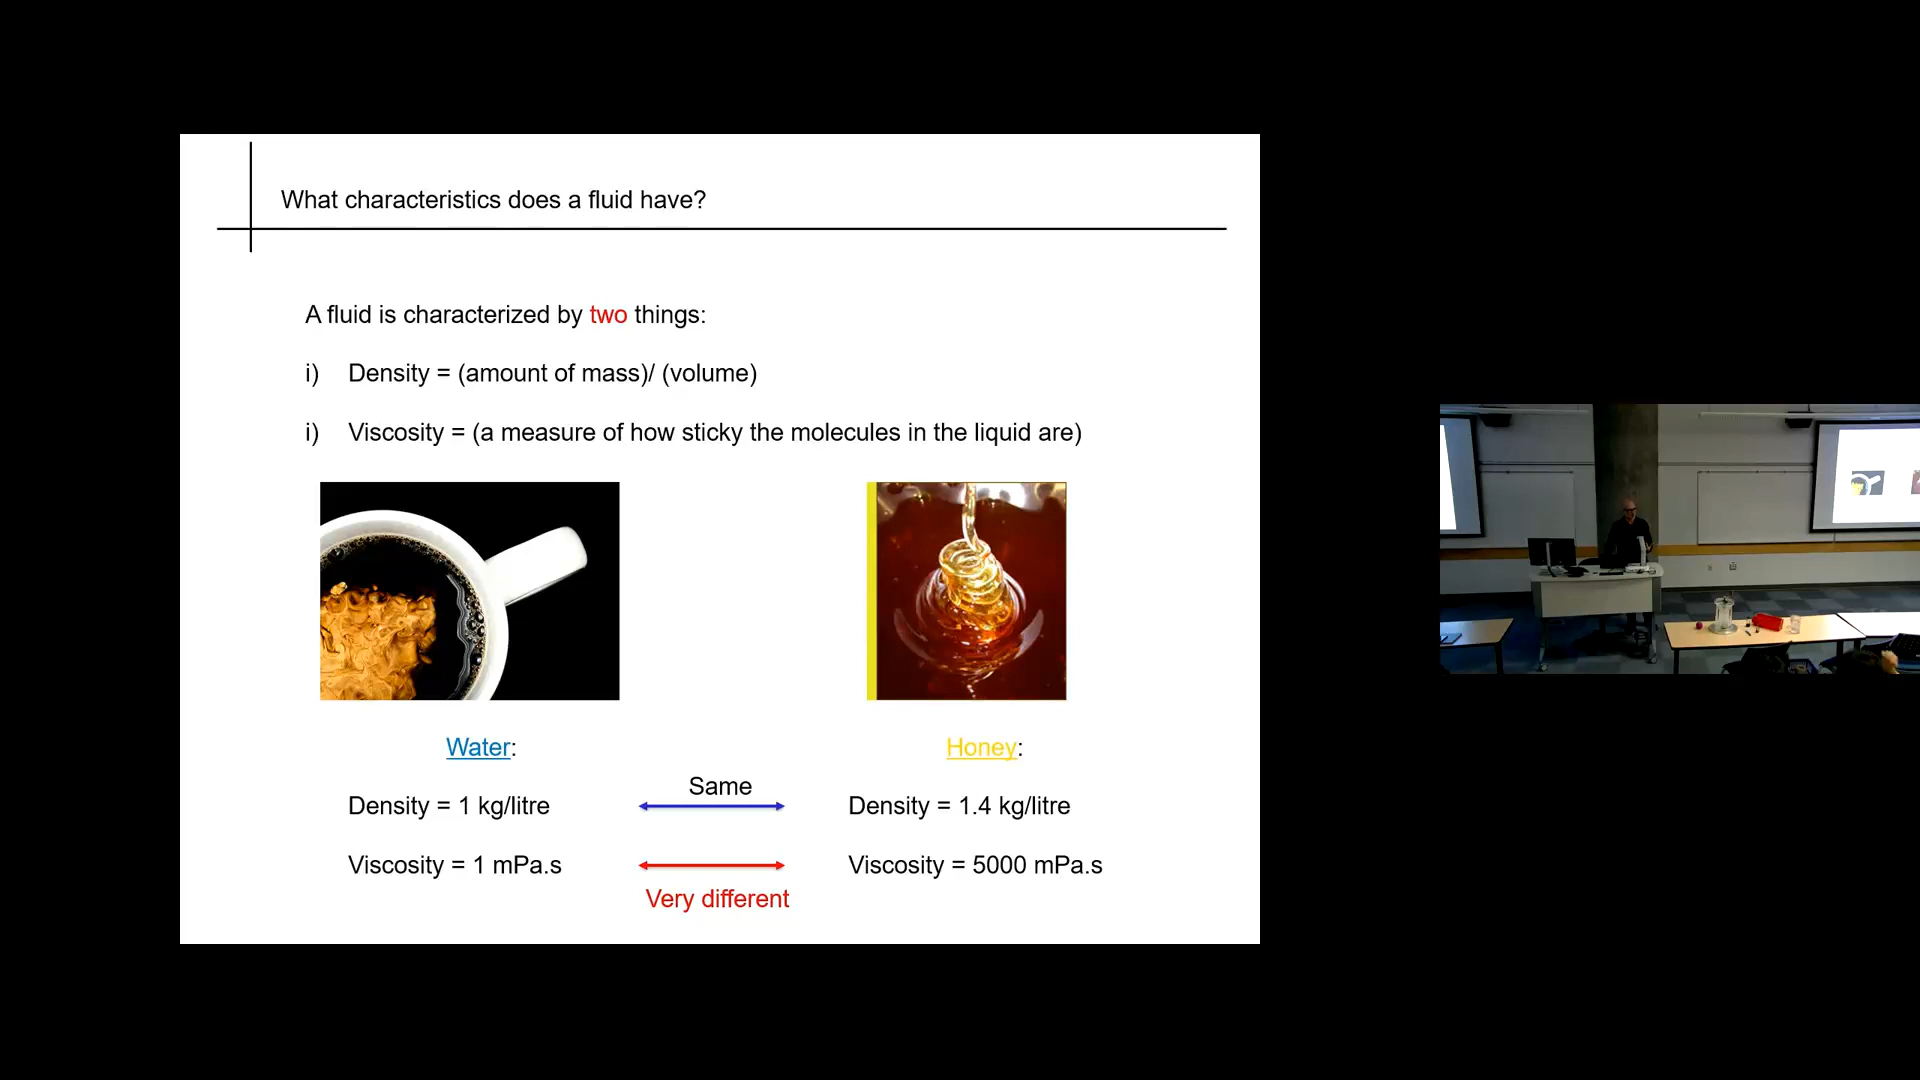 What characteristics does a fluid have?
A fluid is characterized by two things:
i) Density = (amount of mass)/ (volume)
i) Viscosity = (a measure of how sticky the molecules in the liquid are)
Water:
Honey:
Same
Density = 1 kg/litre
Density = 1.4 kg/litre
Viscosity = 1 mPa.s
Viscosity = 5000 mPa.s
Very different